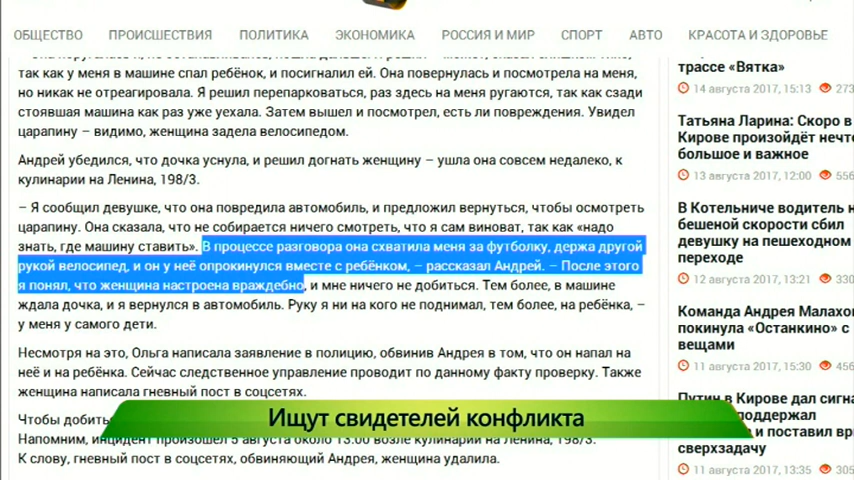 ОБЩЕСТВО ПРОИСШЕСТВИЯ ПОЛИТИКА ЭКОНОМИКА РОССИЯ И МИР СПОРТ АВТО КРАСОТА И ЗДОРОВЬЕ
так как у меня в машине спал ребёнок, и посигналил ей. Она повернулась и посмотрела на меня,
но никак не отреагировала. Я решил перепарковаться, раз здесь на меня ругаются, так как сзади
стоявшая машина как раз уже уехала. Затем вышел и посмотрел, есть ли повреждения. Увидел
царапину – видимо, женщина задела велосипедом.
Андрей убедился, что дочка уснула, и решил догнать женщину – ушла она совсем недалеко, к
кулинарии на Ленина, 198/3.
– Я сообщил девушке, что она повредила автомобиль, и предложил вернуться, чтобы осмотреть
царапину. Она сказала, что не собирается ничего смотреть, что я сам виноват, так как «надо
знать, где машину ставить». В процессе разговора она схватила меня за футболку, держа другой
рукой велосипед, и он у неё опрокинулся вместе с ребёнком, – рассказал Андрей. – После этого
я понял, что женщина настроена враждебно, и мне ничего не добиться. Тем более, в машине
ждала дочка, и я вернулся в автомобиль. Руку я ни на кого не поднимал, тем более, на ребёнка, –
у меня у самого дети.
Несмотря на это, Ольга написала заявление в полицию, обвинив Андрея в том, что он напал на
неё и на ребёнка. Сейчас следственное управление проводит по данному факту проверку. Также
женщина написала гневный пост в соцсетях.
Чтобы добить
Напомним, инцидент произошёл 5 августа около 13:00 возле кулинарии на Ленина, 198/3.
К слову, гневный пост в соцсетях, обвиняющий Андрея, женщина удалила.
трассе «Вятка»
14 августа 2017, 15:13 273
Татьяна Ларина: Скоро в
Кирове произойдёт нечто
большое и важное
13 августа 2017, 12:00 556
В Котельниче водитель н
бешеной скорости сбил
девушку на пешеходном
переходе
12 августа 2017, 13:21 330
Команда Андрея Малахо
покинула «Останкино» с
вещами
11 августа 2017, 15:30 456
Путин в Кирове дал сигна
поддержал
и поставил вр
сверхзадачу
11 августа 2017, 13:35 305
Ищут свидетелей конфликта